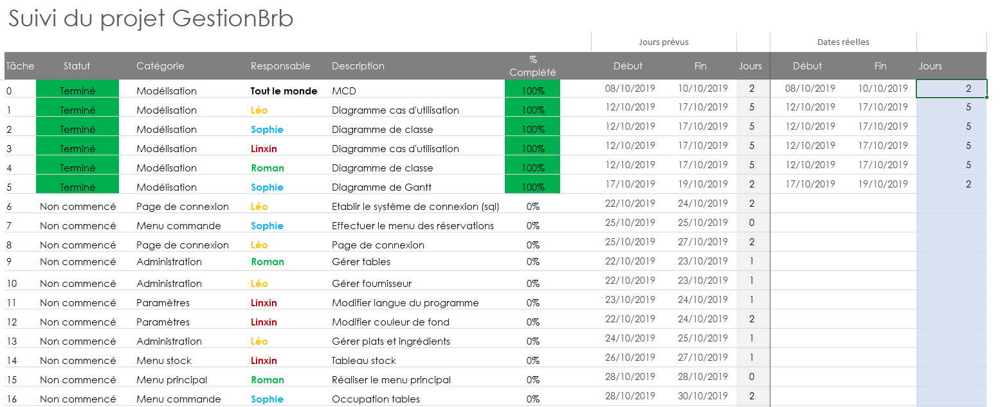 Suivi du projet GestionBrb
Jours prévus Dates réelles
Tâche Statut Catégorie Responsable Description % Complété Début Fin Jours Début Fin Jours
0 Terminé Modélisation Tout le monde MCD 100% 08/10/2019 10/10/2019 2 08/10/2019 10/10/2019 2
1 Terminé Modélisation Léo Diagramme cas d'utilisation 100% 12/10/2019 17/10/2019 5 12/10/2019 17/10/2019 5
2 Terminé Modélisation Sophie Diagramme de classe 100% 12/10/2019 17/10/2019 5 12/10/2019 17/10/2019 5
3 Terminé Modélisation Linxin Diagramme cas d'utilisation 100% 12/10/2019 17/10/2019 5 12/10/2019 17/10/2019 5
4 Terminé Modélisation Roman Diagramme de classe 100% 12/10/2019 17/10/2019 5 12/10/2019 17/10/2019 5
5 Terminé Modélisation Sophie Diagramme de Gantt 100% 17/10/2019 19/10/2019 2 17/10/2019 19/10/2019 2
6 Non commencé Page de connexion Léo Etablir le système de connexion (sql) 0% 22/10/2019 24/10/2019 2
7 Non commencé Menu commande Sophie Effectuer le menu des réservations 0% 25/10/2019 25/10/2019 0
8 Non commencé Page de connexion Léo Page de connexion 0% 25/10/2019 27/10/2019 2
9 Non commencé Administration Roman Gérer tables 0% 22/10/2019 23/10/2019 1
10 Non commencé Administration Léo Gérer fournisseur 0% 22/10/2019 23/10/2019 1
11 Non commencé Paramètres Linxin Modifier langue du programme 0% 23/10/2019 24/10/2019 1
12 Non commencé Paramètres Linxin Modifier couleur de fond 0% 22/10/2019 24/10/2019 2
13 Non commencé Administration Léo Gérer plats et ingrédients 0% 24/10/2019 25/10/2019 1
14 Non commencé Menu stock Linxin Tableau stock 0% 26/10/2019 27/10/2019 1
15 Non commencé Menu principal Roman Réaliser le menu principal 0% 28/10/2019 28/10/2019 0
16 Non commencé Menu commande Sophie Occupation tables 0% 28/10/2019 30/10/2019 2